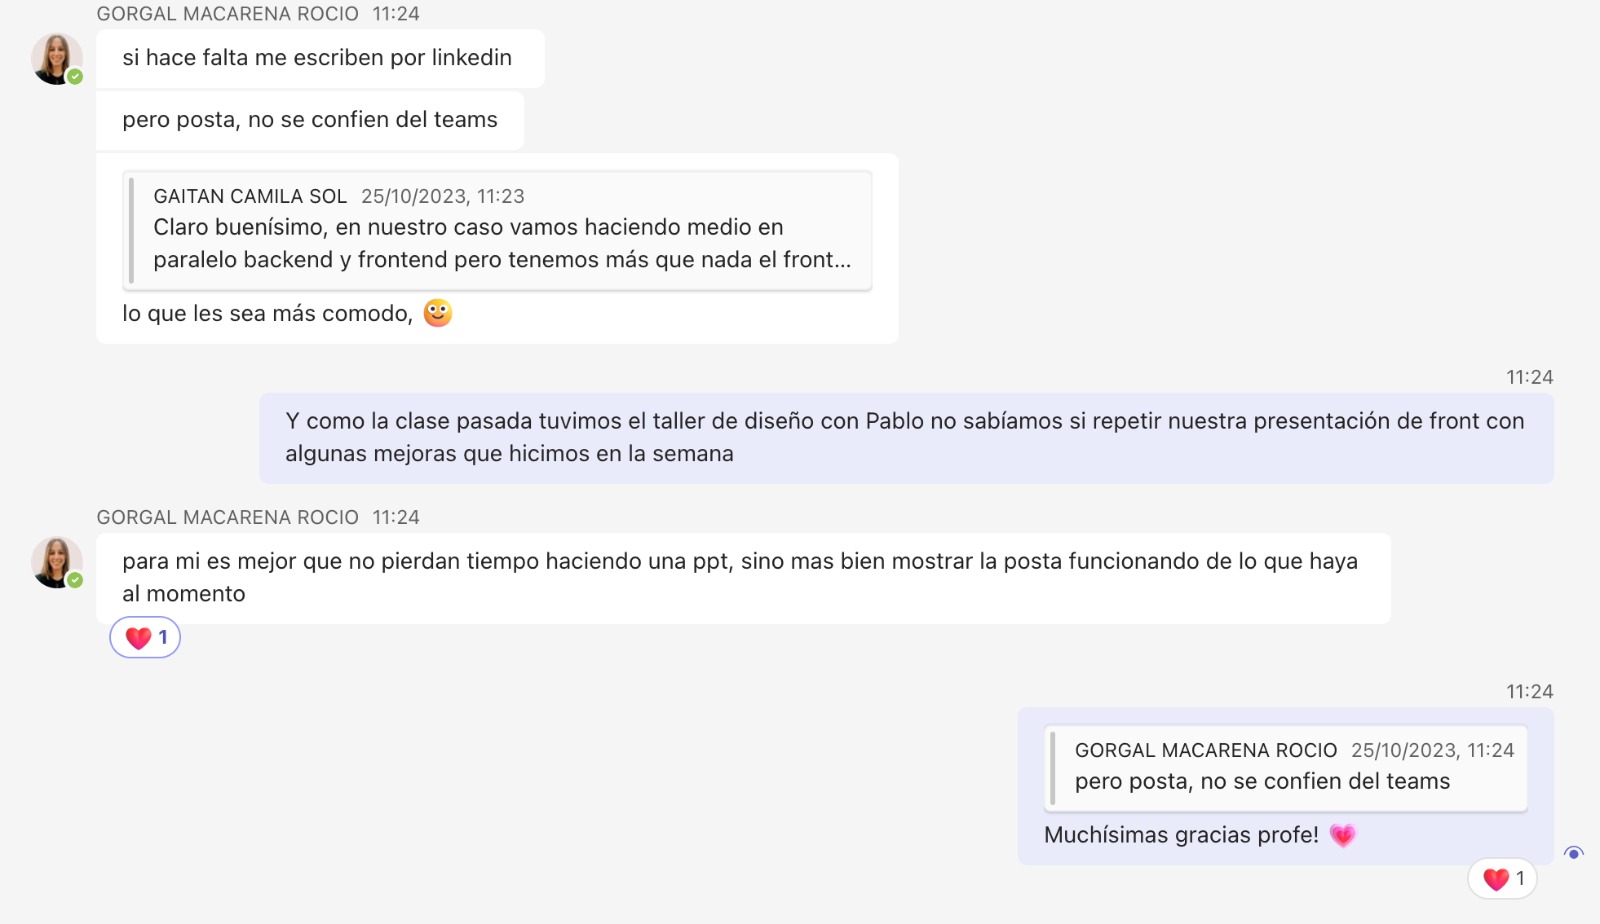 GORGAL MACARENA ROCIO 11:24
si hace falta me escriben por linkedin
pero posta, no se confien del teams
GAITAN CAMILA SOL 25/10/2023, 11:23
Claro buenísimo, en nuestro caso vamos haciendo medio en
paralelo backend y frontend pero tenemos más que nada el front...
lo que les sea más comodo,
11:24
Y como la clase pasada tuvimos el taller de diseño con Pablo no sabíamos si repetir nuestra presentación de front con
algunas mejoras que hicimos en la semana
GORGAL MACARENA ROCIO 11:24
para mi es mejor que no pierdan tiempo haciendo una ppt, sino mas bien mostrar la posta funcionando de lo que haya
al momento
1
11:24
GORGAL MACARENA ROCIO 25/10/2023, 11:24
pero posta, no se confien del teams
Muchísimas gracias profe!
1